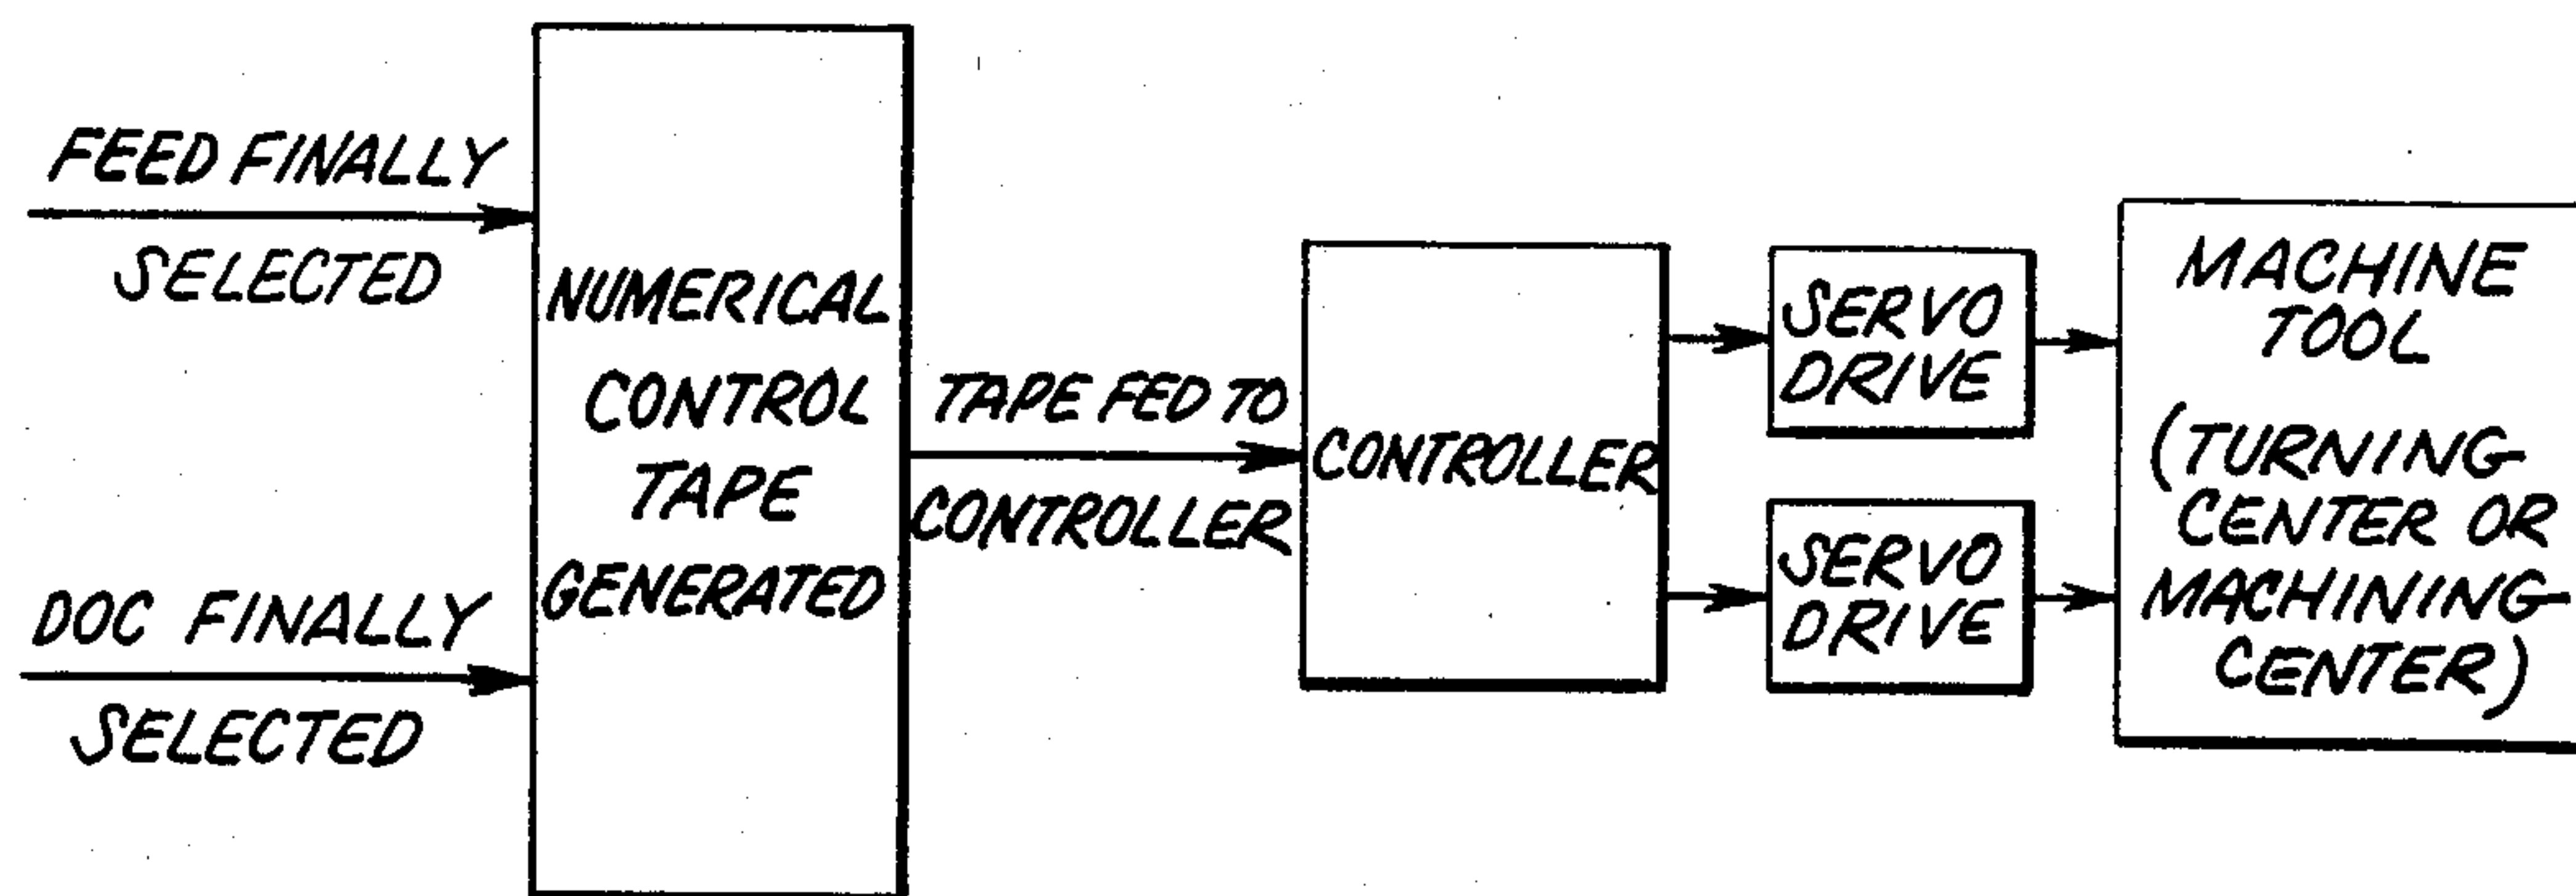 FEED FINALLY
SELECTED
DOC FINALLY
SELECTED
NUMERICAL
CONTROL
TAPE
GENERATED
TAPE FED TO
CONTROLLER
CONTROLLER
SERVO
DRIVE
SERVO
DRIVE
MACHINE
TOOL
(TURNING
CENTER OR
MACHINING
CENTER)